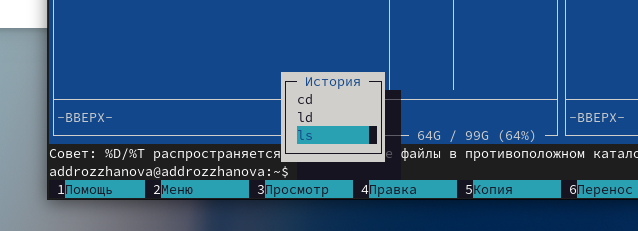 История
cd
ld
-ВВЕРХ-
-ВВЕРХ-
ls
64G / 99G (64%)
Совет: %D/%T распространяется е файлы в противоположном катало
addrozzhanova@addrozzhanova:~$
1Помощь 2Меню 3Просмотр 4Правка 5Копия 6Перенос